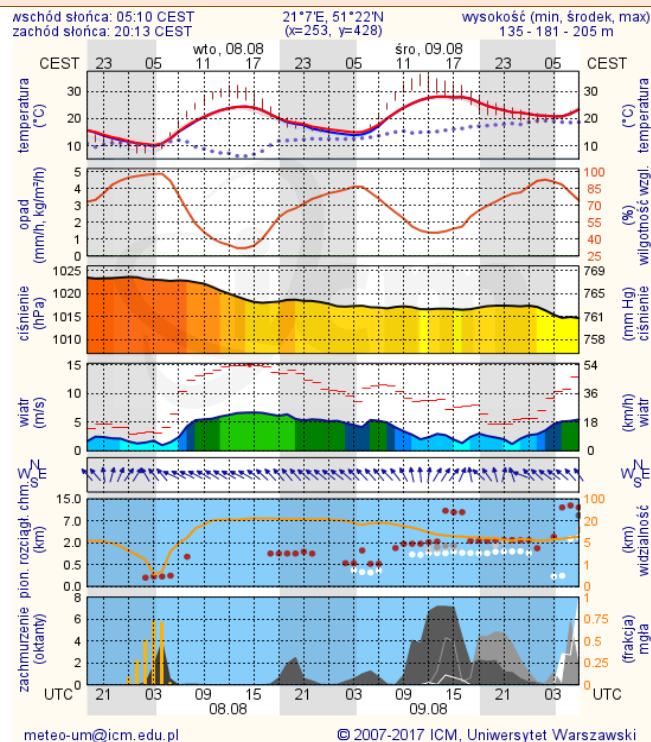 wschód słońca: 05:10 CEST 21°7'E, 51°22'N wysokość (min, środek, max)
zachód słońca: 20:13 CEST (x=253, y=428) 135 - 181 - 205 m
wto, 08.08 śro, 09.08
CEST 23 05 11 17 23 05 11 17 23 05 CEST
temperatura (°C)
30
20
10
30
20
10
temperatura (°C)
opad (mm/h, kg/m²/h)
5
4
3
2
1
0
100
85
70
55
40
25
(%) wilgotność wzgl.
ciśnienie (hPa)
1025
1020
1015
1010
769
765
761
758
(mm Hg) ciśnienie
wiatr (m/s)
15
10
5
0
54
36
18
0
(km/h) wiatr
N W E S
N W E S
pion. rozciągł. chm. (km)
15.0
7.0
2.0
0.5
0.0
100
20
5
1
0
(km) widzialność
zachmurzenie (oktanty)
8
6
4
2
0
1
0.75
0.5
0.25
0
(frakcja) mgła
UTC 21 03 09 15 21 03 09 15 21 03 UTC
08.08 09.08
meteo-um@icm.edu.pl © 2007-2017 ICM, Uniwersytet Warszawski